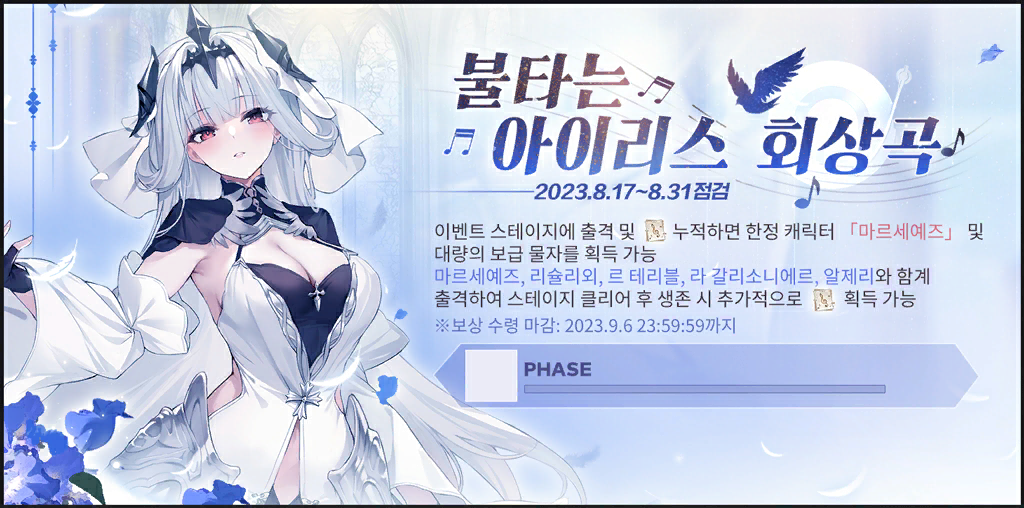 불타는
아이리스 회상곡
2023.8.17~8.31점검
이벤트 스테이지에 출격 및 누적하면 한정 캐릭터 「마르세예즈」 및
대량의 보급 물자를 획득 가능
마르세예즈, 리슐리외, 르 테리블, 라 갈리소니에르, 알제리와 함계
출격하여 스테이지 클리어 후 생존 시 추가적으로 획득 가능
※보상 수령 마감: 2023.9.6 23:59:59까지
PHASE